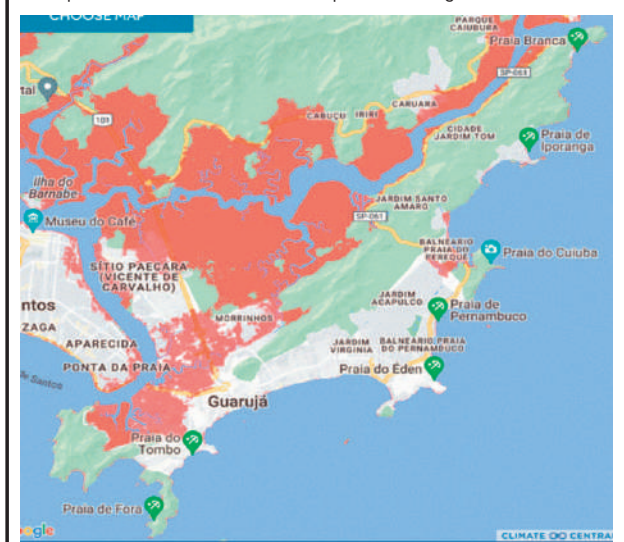 CHOOSE MAP
PARQUE
CAIUBURA
Praia Branca
SP-061
tal
101
CARUARA
CABUÇU
IRIRI
CIDADE
JARDIM TOM
Praia de
Iporanga
Ilha do
Barnabe
JARDIM SANTO
AMARO
SP-061
Museu do Café
BALNEÁRIO
PRAIA DO
PEREQUE
Praia do Cuiuba
SÍTIO PAECARA
(VICENTE DE
CARVALHO)
JARDIM
ACAPULCO
Praia de
Pernambuco
ntos
MORRINHOS
ZAGA
APARECIDA
JARDIM
VIRGINIA
BALNEARIO PRAIA
DO PERNAMBUCO
PONTA DA PRAIA
Praia do Éden
de Santos
Guarujá
Praia do
Tombo
Praia de Fora
ogle
CLIMATE CENTRA